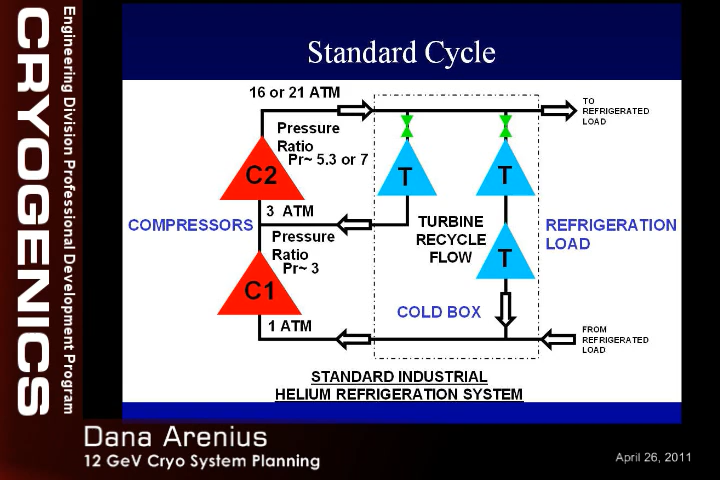 Engineering Division Professional Development Program
CRYOGENICS
Standard Cycle
16 or 21 ATM
TO
REFRIGERATED
LOAD
Pressure
Ratio
Pr~ 5.3 or 7
C2
T
T
3 ATM
COMPRESSORS
TURBINE
RECYCLE
FLOW
REFRIGERATION
LOAD
Pressure
Ratio
Pr~ 3
T
C1
COLD BOX
1 ATM
FROM
REFRIGERATED
LOAD
STANDARD INDUSTRIAL
HELIUM REFRIGERATION SYSTEM
Dana Arenius
12 GeV Cryo System Planning
April 26, 2011